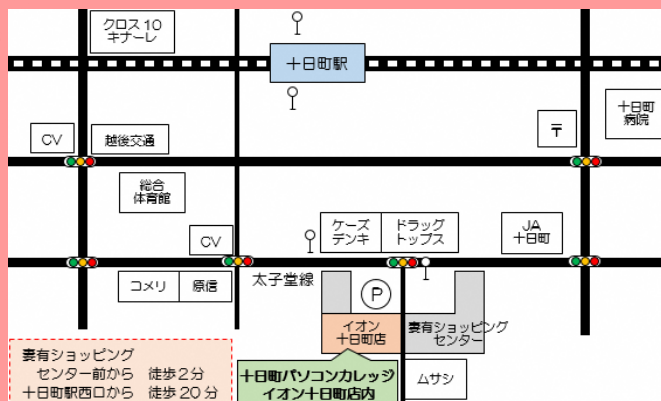 クロス10
キナーレ
十日町駅
十日町
病院
〒
CV
越後交通
総合
体育館
CV
ケーズ
デンキ
ドラッグ
トップス
JA
十日町
コメリ
原信
太子堂線
P
イオン
十日町店
妻有ショッピング
センター
妻有ショッピング
センター前から 徒歩2分
十日町駅西口から 徒歩20分
十日町パソコンカレッジ
イオン十日町店内
ムサシ